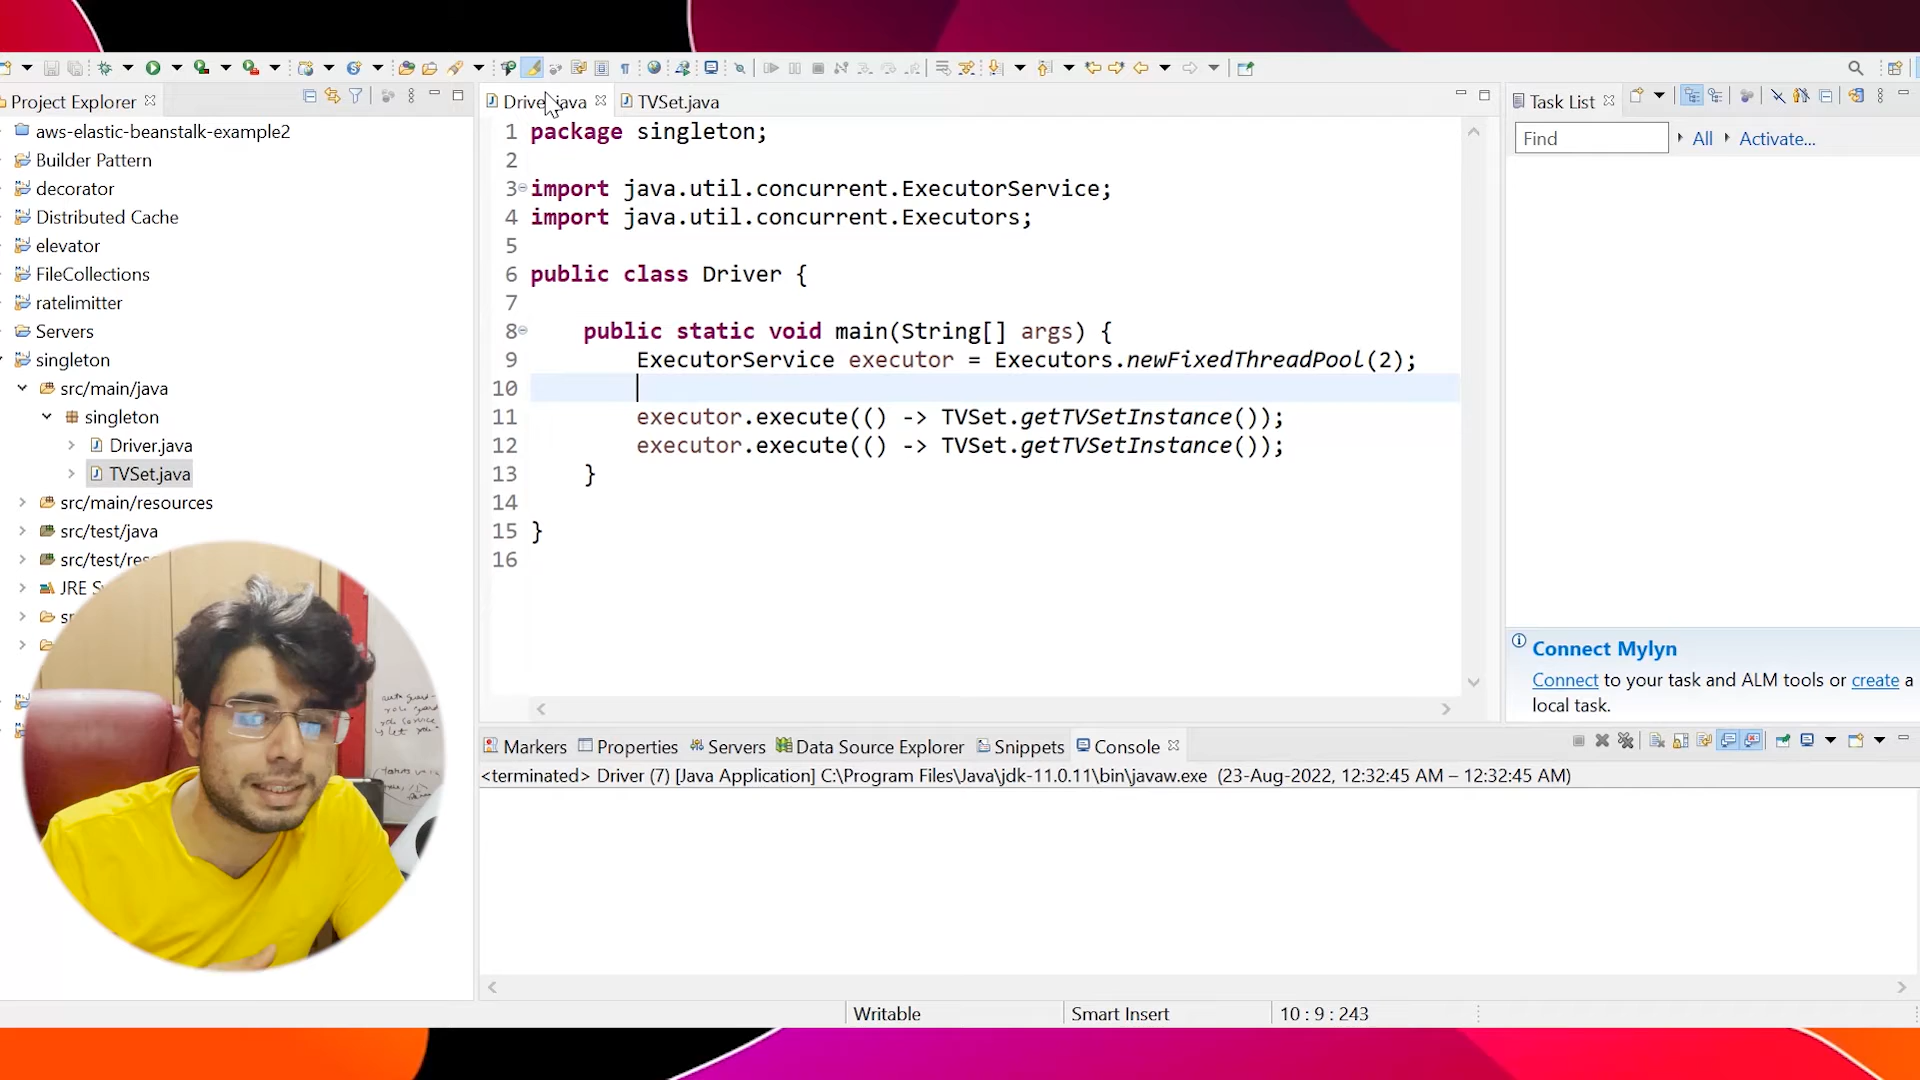 Project Explorer
Driver.java
TVSet.java
Task List
aws-elastic-beanstalk-example2
Builder Pattern
decorator
Distributed Cache
elevator
FileCollections
ratelimitter
Servers
singleton
src/main/java
singleton
Driver.java
TVSet.java
src/main/resources
src/test/java
src/test/res
JRE S
1 package singleton;
2
3 import java.util.concurrent.ExecutorService;
4 import java.util.concurrent.Executors;
5
6 public class Driver {
7
8 public static void main(String[] args) {
9 ExecutorService executor = Executors.newFixedThreadPool(2);
10
11 executor.execute(() -> TVSet.getTVSetInstance());
12 executor.execute(() -> TVSet.getTVSetInstance());
13 }
14
15 }
16
Find
All
Activate...
Connect Mylyn
Connect to your task and ALM tools or create a
local task.
Markers
Properties
Servers
Data Source Explorer
Snippets
Console
<terminated> Driver (7) [Java Application] C:\Program Files\Java\jdk-11.0.11\bin\javaw.exe (23-Aug-2022, 12:32:45 AM – 12:32:45 AM)
Writable
Smart Insert
10 : 9 : 243